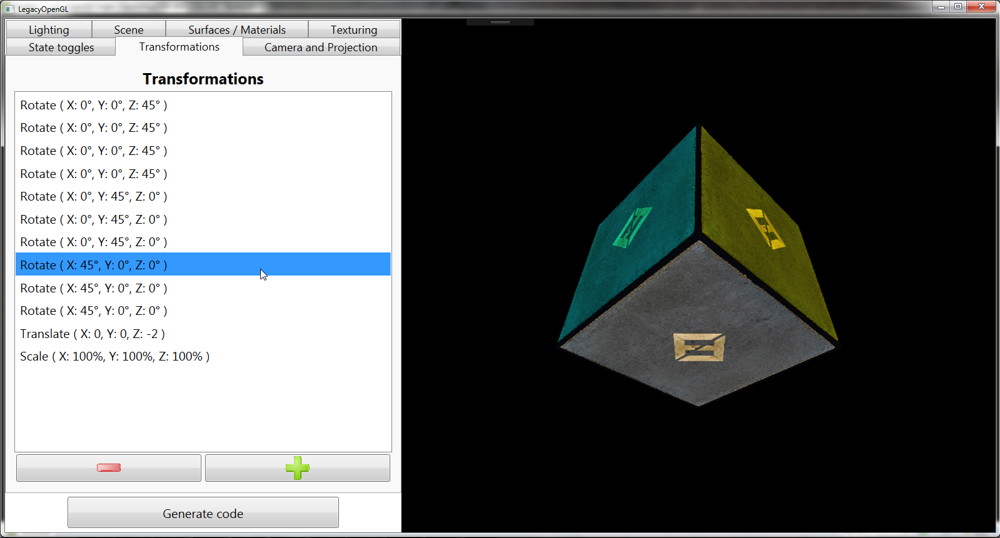 LegacyOpenGL
Lighting
Scene
Surfaces / Materials
Texturing
State toggles
Transformations
Camera and Projection
Transformations
Rotate ( X: 0°, Y: 0°, Z: 45° )
Rotate ( X: 0°, Y: 0°, Z: 45° )
Rotate ( X: 0°, Y: 0°, Z: 45° )
Rotate ( X: 0°, Y: 0°, Z: 45° )
Rotate ( X: 0°, Y: 45°, Z: 0° )
Rotate ( X: 0°, Y: 45°, Z: 0° )
Rotate ( X: 0°, Y: 45°, Z: 0° )
Rotate ( X: 45°, Y: 0°, Z: 0° )
Rotate ( X: 45°, Y: 0°, Z: 0° )
Rotate ( X: 45°, Y: 0°, Z: 0° )
Translate ( X: 0, Y: 0, Z: -2 )
Scale ( X: 100%, Y: 100%, Z: 100% )
Generate code